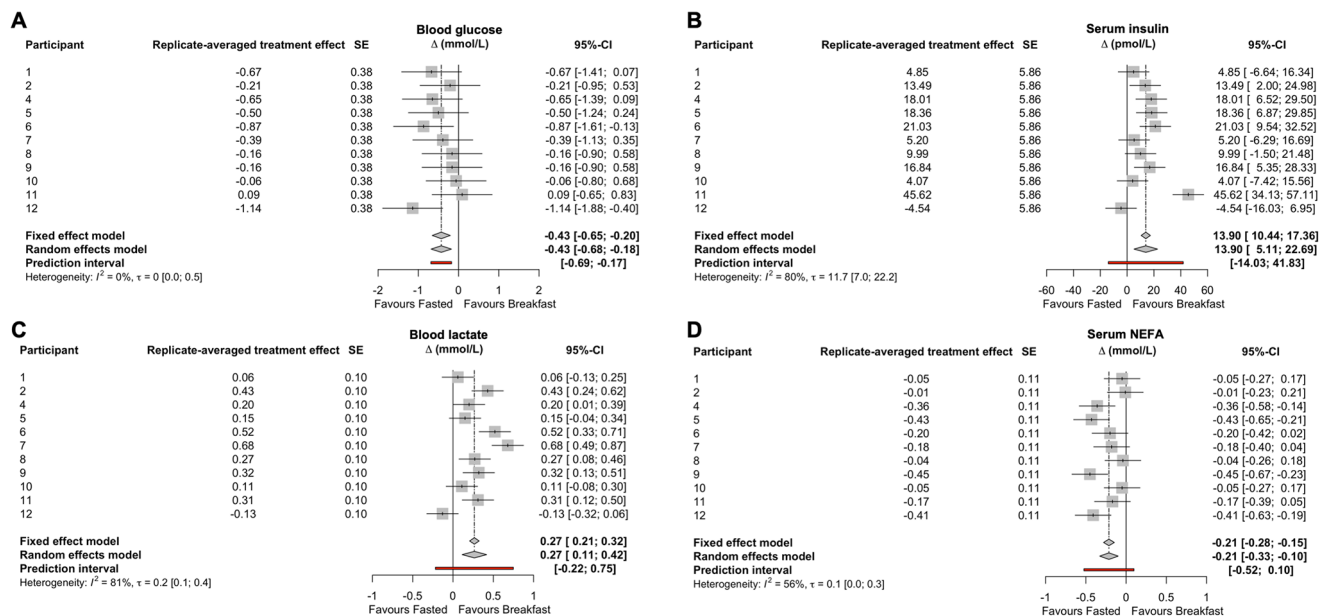 A
Blood glucose
Participant Replicate-averaged treatment effect SE Δ (mmol/L) 95%-CI
1 -0.67 0.38 -0.67 [-1.41; 0.07]
2 -0.21 0.38 -0.21 [-0.95; 0.53]
4 -0.65 0.38 -0.65 [-1.39; 0.09]
5 -0.50 0.38 -0.50 [-1.24; 0.24]
6 -0.87 0.38 -0.87 [-1.61; -0.13]
7 -0.39 0.38 -0.39 [-1.13; 0.35]
8 -0.16 0.38 -0.16 [-0.90; 0.58]
9 -0.16 0.38 -0.16 [-0.90; 0.58]
10 -0.06 0.38 -0.06 [-0.80; 0.68]
11 0.09 0.38 0.09 [-0.65; 0.83]
12 -1.14 0.38 -1.14 [-1.88; -0.40]
Fixed effect model -0.43 [-0.65; -0.20]
Random effects model -0.43 [-0.68; -0.18]
Prediction interval [-0.69; -0.17]
Heterogeneity: I² = 0%, τ = 0 [0.0; 0.5]
-2 -1 0 1 2
Favours Fasted Favours Breakfast
B
Serum insulin
Participant Replicate-averaged treatment effect SE Δ (pmol/L) 95%-CI
1 4.85 5.86 4.85 [ -6.64; 16.34]
2 13.49 5.86 13.49 [ 2.00; 24.98]
4 18.01 5.86 18.01 [ 6.52; 29.50]
5 18.36 5.86 18.36 [ 6.87; 29.85]
6 21.03 5.86 21.03 [ 9.54; 32.52]
7 5.20 5.86 5.20 [ -6.29; 16.69]
8 9.99 5.86 9.99 [ -1.50; 21.48]
9 16.84 5.86 16.84 [ 5.35; 28.33]
10 4.07 5.86 4.07 [ -7.42; 15.56]
11 45.62 5.86 45.62 [ 34.13; 57.11]
12 -4.54 5.86 -4.54 [-16.03; 6.95]
Fixed effect model 13.90 [ 10.44; 17.36]
Random effects model 13.90 [ 5.11; 22.69]
Prediction interval [-14.03; 41.83]
Heterogeneity: I² = 80%, τ = 11.7 [7.0; 22.2]
-60 -40 -20 0 20 40 60
Favours Fasted Favours Breakfast
C
Blood lactate
Participant Replicate-averaged treatment effect SE Δ (mmol/L) 95%-CI
1 0.06 0.10 0.06 [-0.13; 0.25]
2 0.43 0.10 0.43 [ 0.24; 0.62]
4 0.20 0.10 0.20 [ 0.01; 0.39]
5 0.15 0.10 0.15 [-0.04; 0.34]
6 0.52 0.10 0.52 [ 0.33; 0.71]
7 0.68 0.10 0.68 [ 0.49; 0.87]
8 0.27 0.10 0.27 [ 0.08; 0.46]
9 0.32 0.10 0.32 [ 0.13; 0.51]
10 0.11 0.10 0.11 [-0.08; 0.30]
11 0.31 0.10 0.31 [ 0.12; 0.50]
12 -0.13 0.10 -0.13 [-0.32; 0.06]
Fixed effect model 0.27 [ 0.21; 0.32]
Random effects model 0.27 [ 0.11; 0.42]
Prediction interval [-0.22; 0.75]
Heterogeneity: I² = 81%, τ = 0.2 [0.1; 0.4]
-1 -0.5 0 0.5 1
Favours Fasted Favours Breakfast
D
Serum NEFA
Participant Replicate-averaged treatment effect SE Δ (mmol/L) 95%-CI
1 -0.05 0.11 -0.05 [-0.27; 0.17]
2 -0.01 0.11 -0.01 [-0.23; 0.21]
4 -0.36 0.11 -0.36 [-0.58; -0.14]
5 -0.43 0.11 -0.43 [-0.65; -0.21]
6 -0.20 0.11 -0.20 [-0.42; 0.02]
7 -0.18 0.11 -0.18 [-0.40; 0.04]
8 -0.04 0.11 -0.04 [-0.26; 0.18]
9 -0.45 0.11 -0.45 [-0.67; -0.23]
10 -0.05 0.11 -0.05 [-0.27; 0.17]
11 -0.17 0.11 -0.17 [-0.39; 0.05]
12 -0.41 0.11 -0.41 [-0.63; -0.19]
Fixed effect model -0.21 [-0.28; -0.15]
Random effects model -0.21 [-0.33; -0.10]
Prediction interval [-0.52; 0.10]
Heterogeneity: I² = 56%, τ = 0.1 [0.0; 0.3]
-1 -0.5 0 0.5 1
Favours Fasted Favours Breakfast